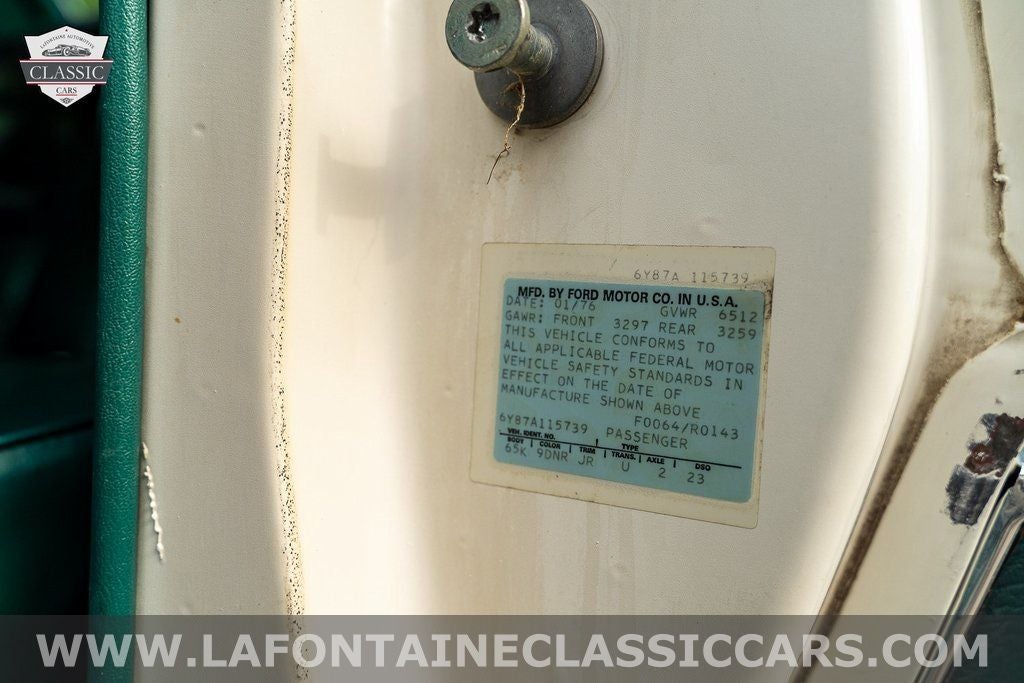 LAFONTAINE AUTOMOTIVE
CLASSIC
CARS
6Y87A 115739
MFD. BY FORD MOTOR CO. IN U.S.A.
DATE: 01/76 GVWR 6512
GAWR: FRONT 3297 REAR 3259
THIS VEHICLE CONFORMS TO
ALL APPLICABLE FEDERAL MOTOR
VEHICLE SAFETY STANDARDS IN
EFFECT ON THE DATE OF
MANUFACTURE SHOWN ABOVE
F0064/R0143
6Y87A115739 PASSENGER
VEH. IDENT. NO. TYPE
BODY COLOR TRIM TRANS. AXLE DSO
65K 9DNR JR U 2 23
WWW.LAFONTAINECLASSICCARS.COM